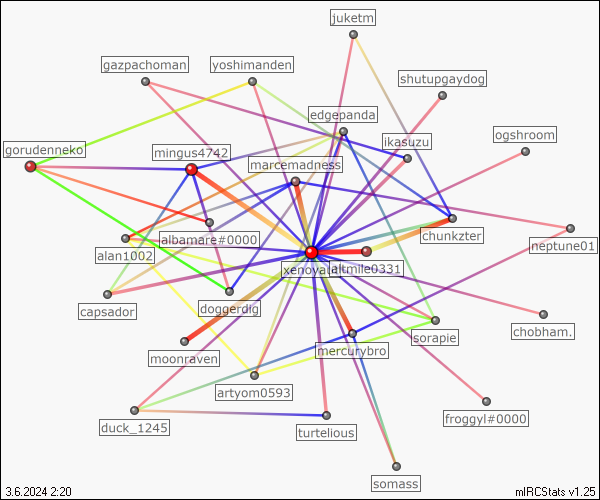 juketm
gazpachoman
yoshimanden
shutupgaydog
edgepanda
ikasuzu
ogshroom
gorudenneko
mingus4742
marcemadness
albamare#0000
chunkzter
neptune01
alan1002
altmile0331
capsador
doggerdig
chobham.
sorapie
moonraven
mercurybro
artyom0593
froggyl#0000
duck_1245
turtelious
somass
3.6.2024 2:20
mIRCStats v1.25